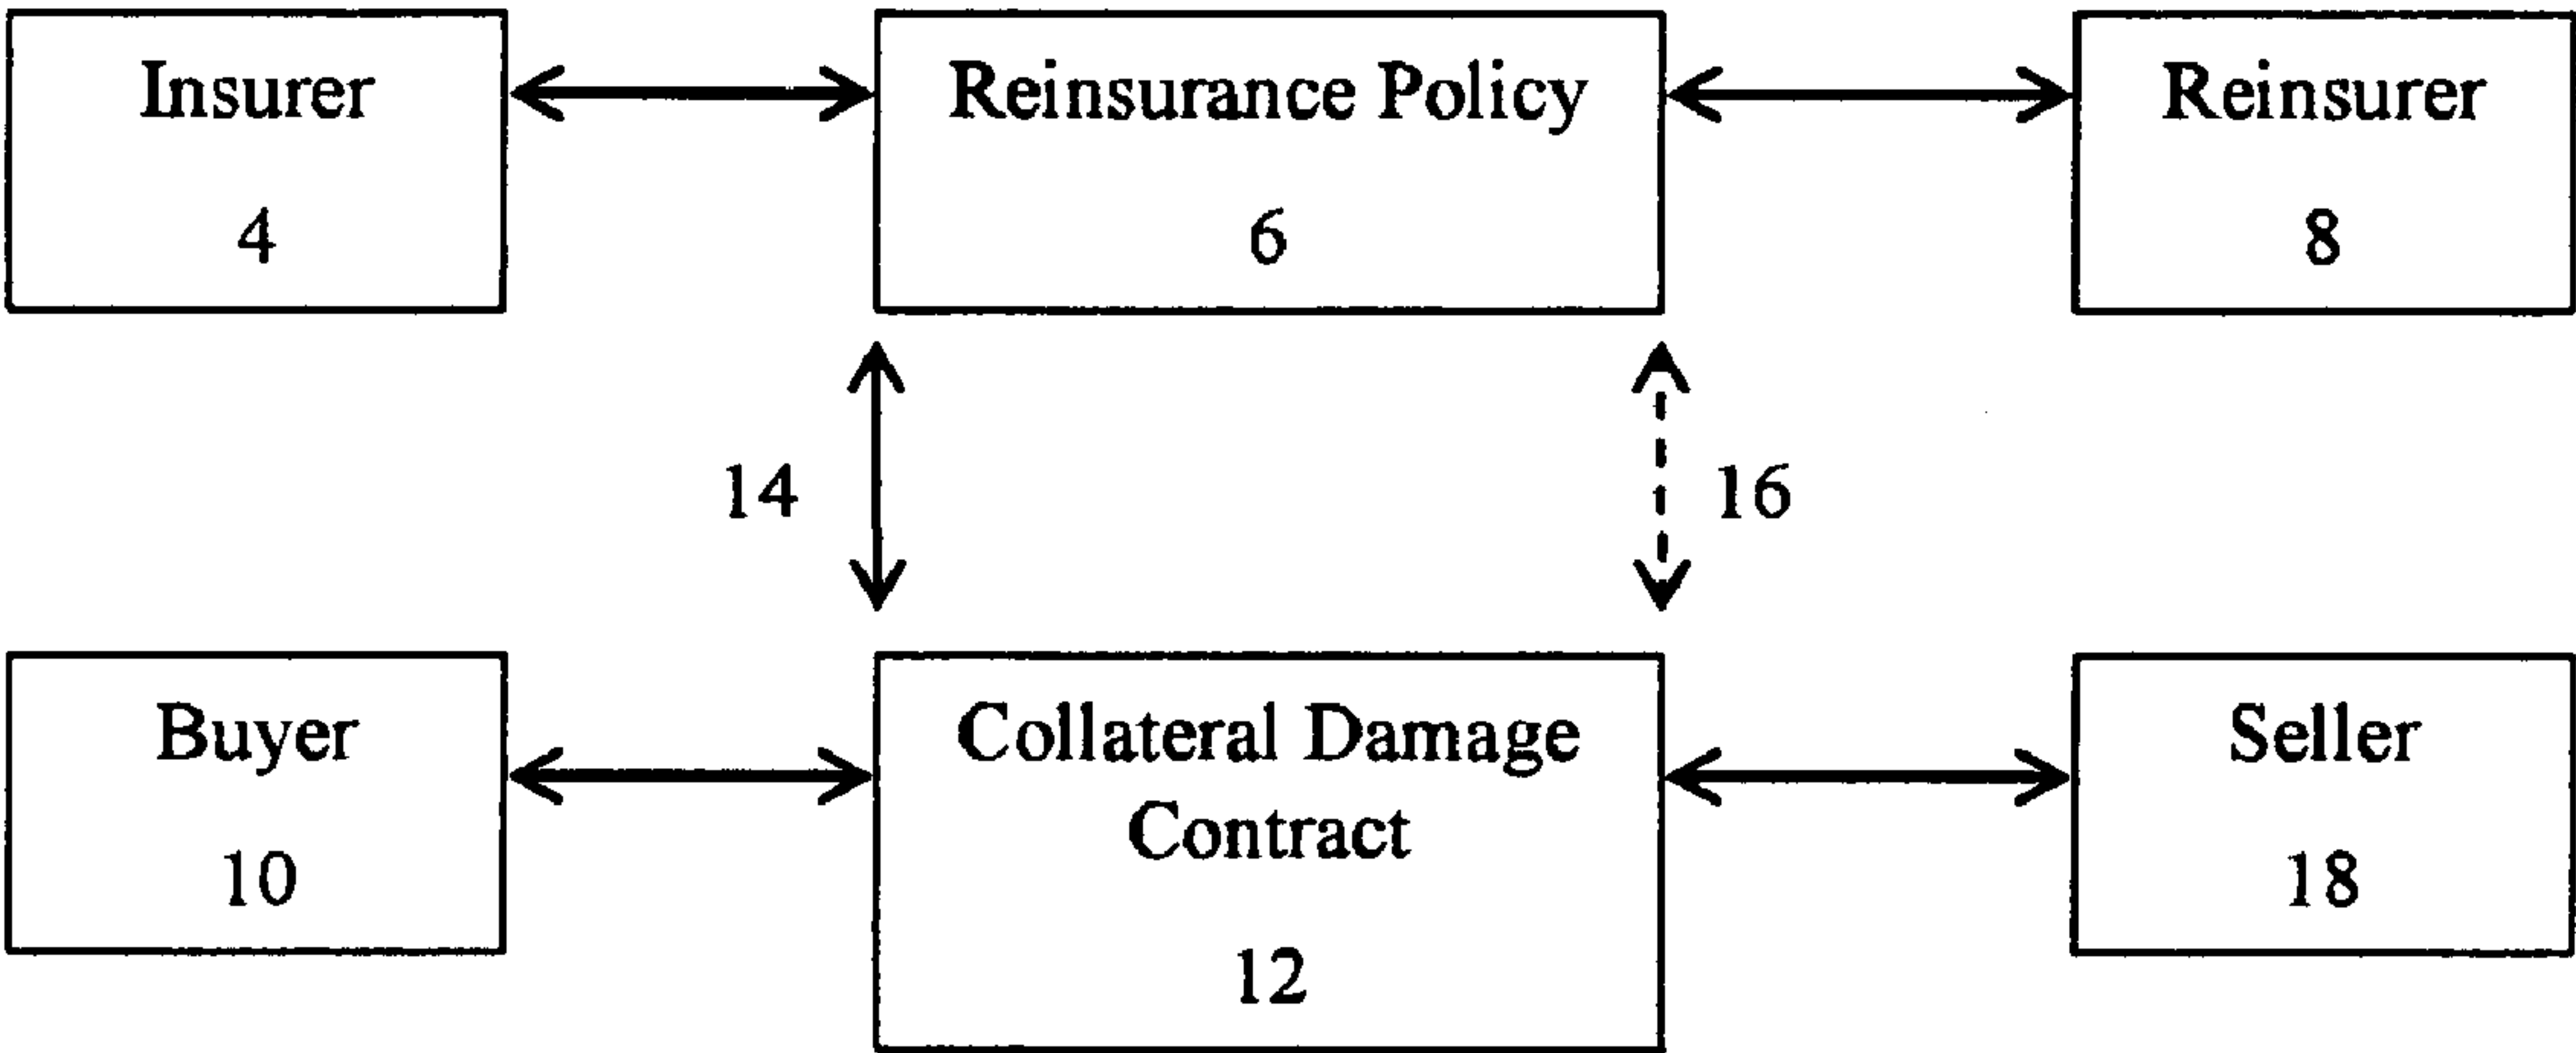 Insurer
4
Reinsurance Policy
6
Reinsurer
8
14
16
Buyer
10
Collateral Damage
Contract
12
Seller
18